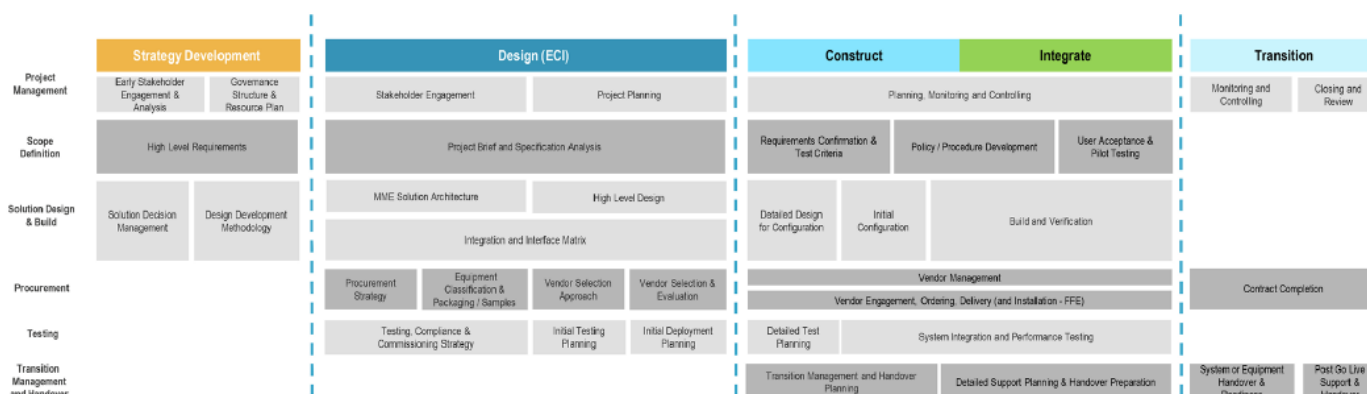 Strategy Development
Design (ECI)
Construct
Integrate
Transition
Project
Management
Early Stakeholder
Engagement &
Analysis
Governance
Structure &
Resource Plan
Stakeholder Engagement
Project Planning
Planning, Monitoring and Controlling
Monitoring and
Controlling
Closing and
Review
Scope
Definition
High Level Requirements
Project Brief and Specification Analysis
Requirements Confirmation &
Test Criteria
Policy / Procedure Development
User Acceptance &
Pilot Testing
Solution Design
& Build
Solution Decision
Management
Design Development
Methodology
MME Solution Architecture
High Level Design
Integration and Interface Matrix
Detailed Design
for Configuration
Initial
Configuration
Build and Verification
Procurement
Procurement
Strategy
Equipment
Classification &
Packaging / Samples
Vendor Selection
Approach
Vendor Selection &
Evaluation
Vendor Management
Vendor Engagement, Ordering, Delivery (and Installation - FFE)
Contract Completion
Testing
Testing, Compliance &
Commissioning Strategy
Initial Testing
Planning
Initial Deployment
Planning
Detailed Test
Planning
System Integration and Performance Testing
Transition
Management
and Handover
Transition Management and Handover
Planning
Detailed Support Planning & Handover Preparation
System or Equipment
Handover &
Post Go Live
Support &